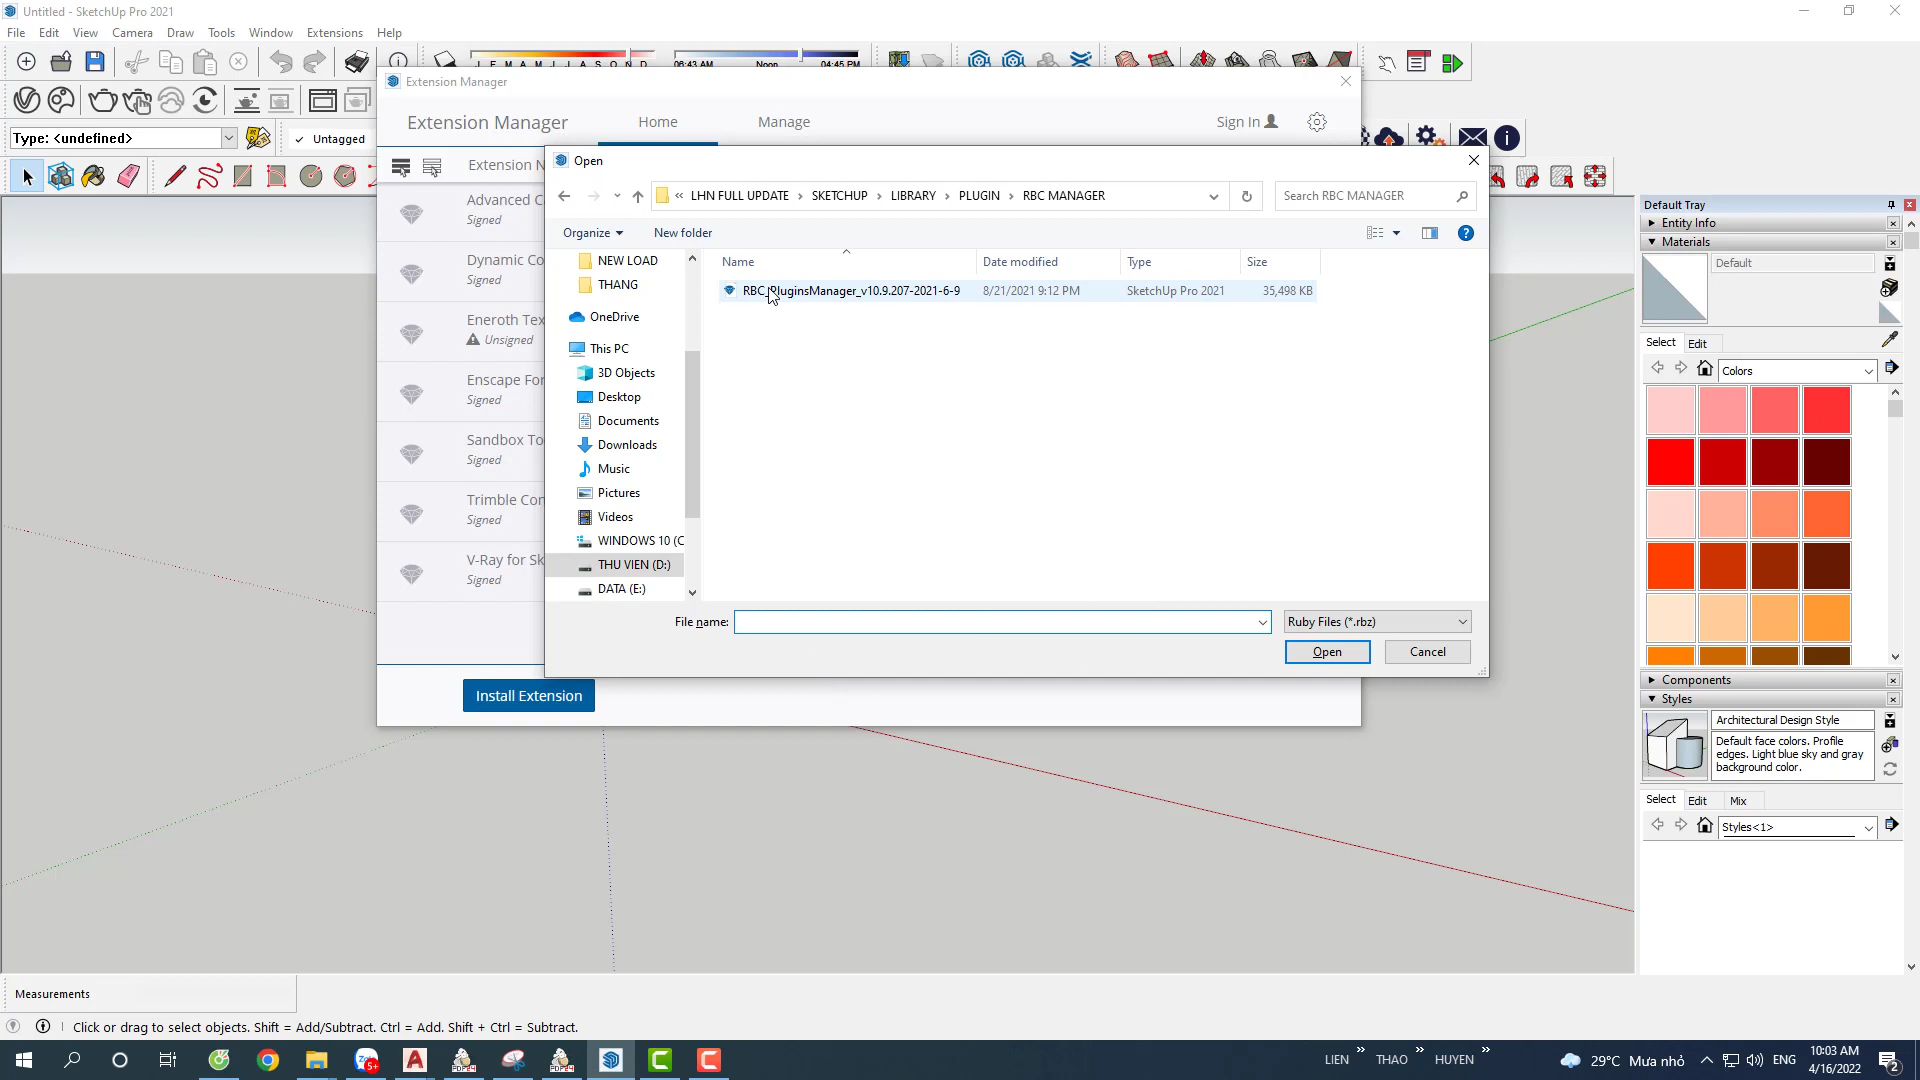 Untitled - SketchUp Pro 2021
File Edit View Camera Draw Tools Window Extensions Help
J F M A M J J A S O N D
06:43 AM Noon 04:45 PM
Type: <undefined>
✓ Untagged
Extension Manager
Extension Manager
Home
Manage
Sign In
Extension N
Advanced C
Signed
Dynamic Co
Signed
Eneroth Tex
Unsigned
Enscape For
Signed
Sandbox To
Signed
Trimble Con
Signed
V-Ray for Sk
Signed
Install Extension
Open
« LHN FULL UPDATE › SKETCHUP › LIBRARY › PLUGIN › RBC MANAGER
Search RBC MANAGER
Organize
New folder
NEW LOAD
THANG
OneDrive
This PC
3D Objects
Desktop
Documents
Downloads
Music
Pictures
Videos
WINDOWS 10 (C
THU VIEN (D:)
DATA (E:)
Name Date modified Type Size
RBC_PluginsManager_v10.9.207-2021-6-9 8/21/2021 9:12 PM SketchUp Pro 2021 35,498 KB
File name:
Ruby Files (*.rbz)
Open
Cancel
Default Tray
Entity Info
Materials
Default
Select Edit
Colors
Components
Styles
Architectural Design Style
Default face colors. Profile
edges. Light blue sky and gray
background color.
Select Edit Mix
Styles<1>
Measurements
Click or drag to select objects. Shift = Add/Subtract. Ctrl = Add. Shift + Ctrl = Subtract.
5+
LIEN » THAO » HUYEN »
29°C Mưa nhỏ
ENG
10:03 AM
4/16/2022
2